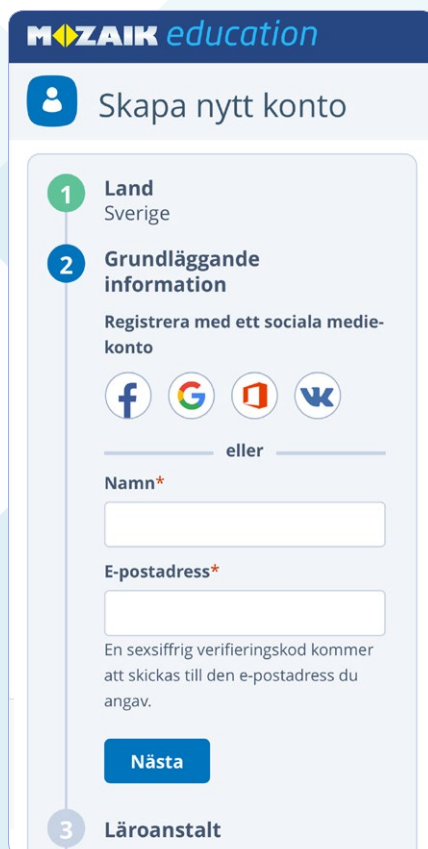 MOZAIK education
Skapa nytt konto
1 Land
Sverige
2 Grundläggande
information
Registrera med ett sociala medie-
konto
eller
Namn*
E-postadress*
En sexsiffrig verifieringskod kommer
att skickas till den e-postadress du
angav.
Nästa
3 Läroanstalt